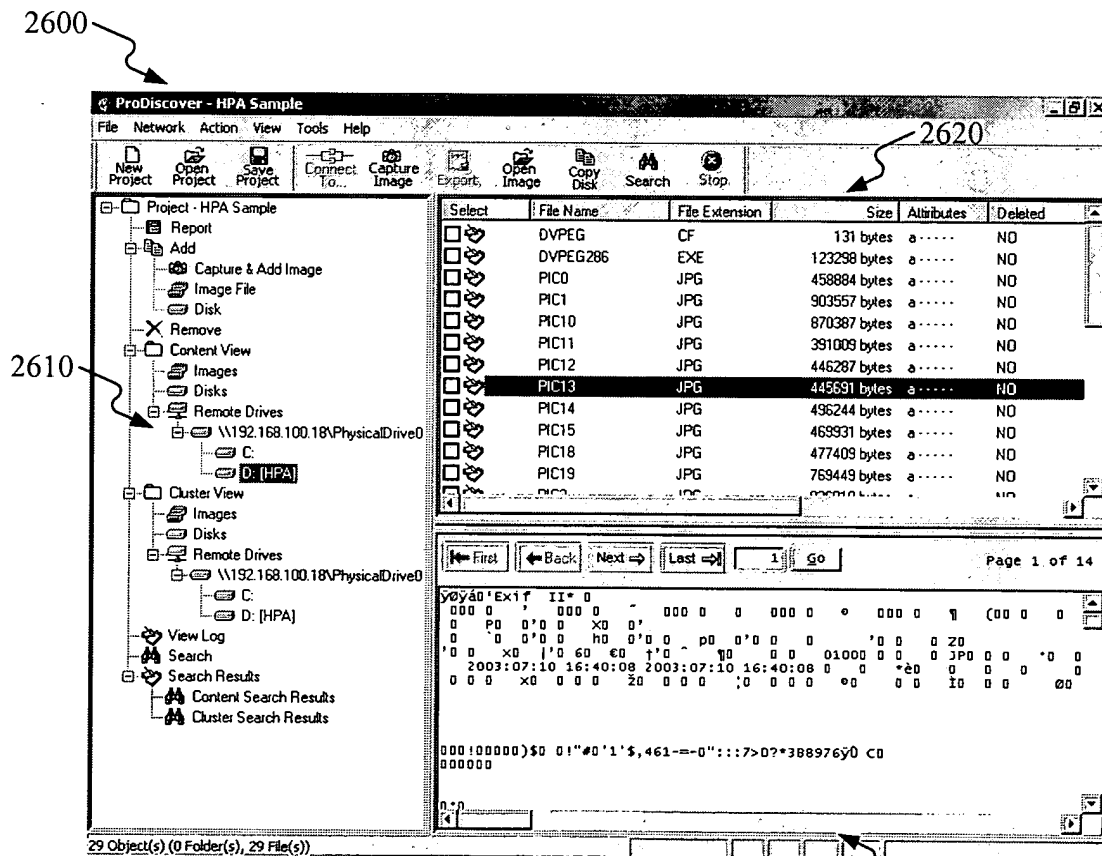 2600
ProDiscover - HPA Sample
File Network Action View Tools Help
2620
New Project
Open Project
Save Project
Connect To...
Capture Image
Export
Open Image
Copy Disk
Search
Stop
Project - HPA Sample
Report
Add
Capture & Add Image
Image File
Disk
Remove
Content View
Images
Disks
2610
Remote Drives
\\192.168.100.18\PhysicalDrive0
C:
D: [HPA]
Cluster View
Images
Disks
Remote Drives
\\192.168.100.18\PhysicalDrive0
C:
D: [HPA]
View Log
Search
Search Results
Content Search Results
Cluster Search Results
Select File Name File Extension Size Attributes Deleted
DVPEG CF 131 bytes a----- NO
DVPEG286 EXE 123298 bytes a----- NO
PIC0 JPG 458884 bytes a----- NO
PIC1 JPG 903557 bytes a----- NO
PIC10 JPG 870387 bytes a----- NO
PIC11 JPG 391009 bytes a----- NO
PIC12 JPG 446287 bytes a----- NO
PIC13 JPG 445691 bytes a----- NO
PIC14 JPG 496244 bytes a----- NO
PIC15 JPG 469931 bytes a----- NO
PIC18 JPG 477409 bytes a----- NO
PIC19 JPG 769449 bytes a----- NO
First Back Next Last 1 Go Page 1 of 14
Exif II*
2003:07:10 16:40:08 2003:07:10 16:40:08
29 Object(s) (0 Folder(s), 29 File(s))